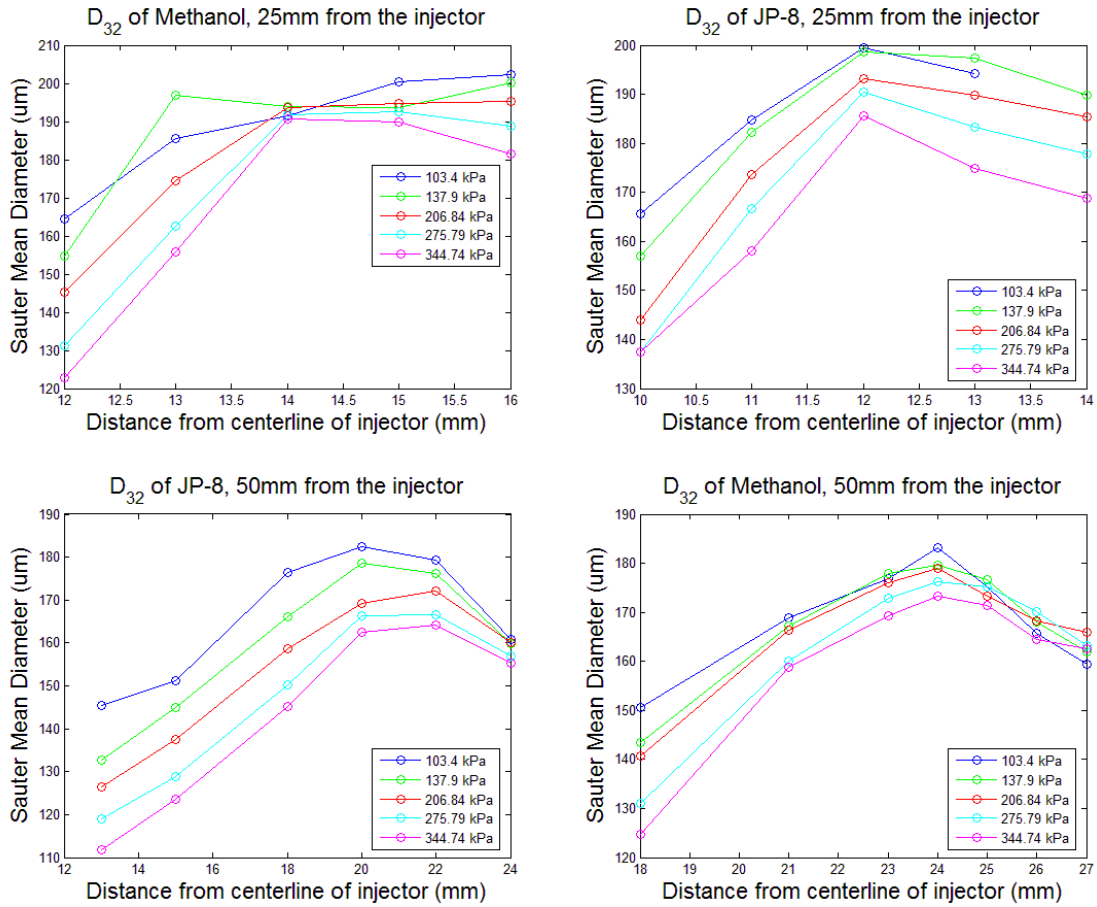 D32 of Methanol, 25mm from the injector
210
200
190
180
170
160
150
140
130
120
Sauter Mean Diameter (um)
103.4 kPa
137.9 kPa
206.84 kPa
275.79 kPa
344.74 kPa
12 12.5 13 13.5 14 14.5 15 15.5 16
Distance from centerline of injector (mm)
D32 of JP-8, 25mm from the injector
200
190
180
170
160
150
140
130
Sauter Mean Diameter (um)
103.4 kPa
137.9 kPa
206.84 kPa
275.79 kPa
344.74 kPa
10 10.5 11 11.5 12 12.5 13 13.5 14
Distance from centerline of injector (mm)
D32 of JP-8, 50mm from the injector
190
180
170
160
150
140
130
120
110
Sauter Mean Diameter (um)
103.4 kPa
137.9 kPa
206.84 kPa
275.79 kPa
344.74 kPa
12 14 16 18 20 22 24
Distance from centerline of injector (mm)
D32 of Methanol, 50mm from the injector
190
180
170
160
150
140
130
120
Sauter Mean Diameter (um)
103.4 kPa
137.9 kPa
206.84 kPa
275.79 kPa
344.74 kPa
18 19 20 21 22 23 24 25 26 27
Distance from centerline of injector (mm)